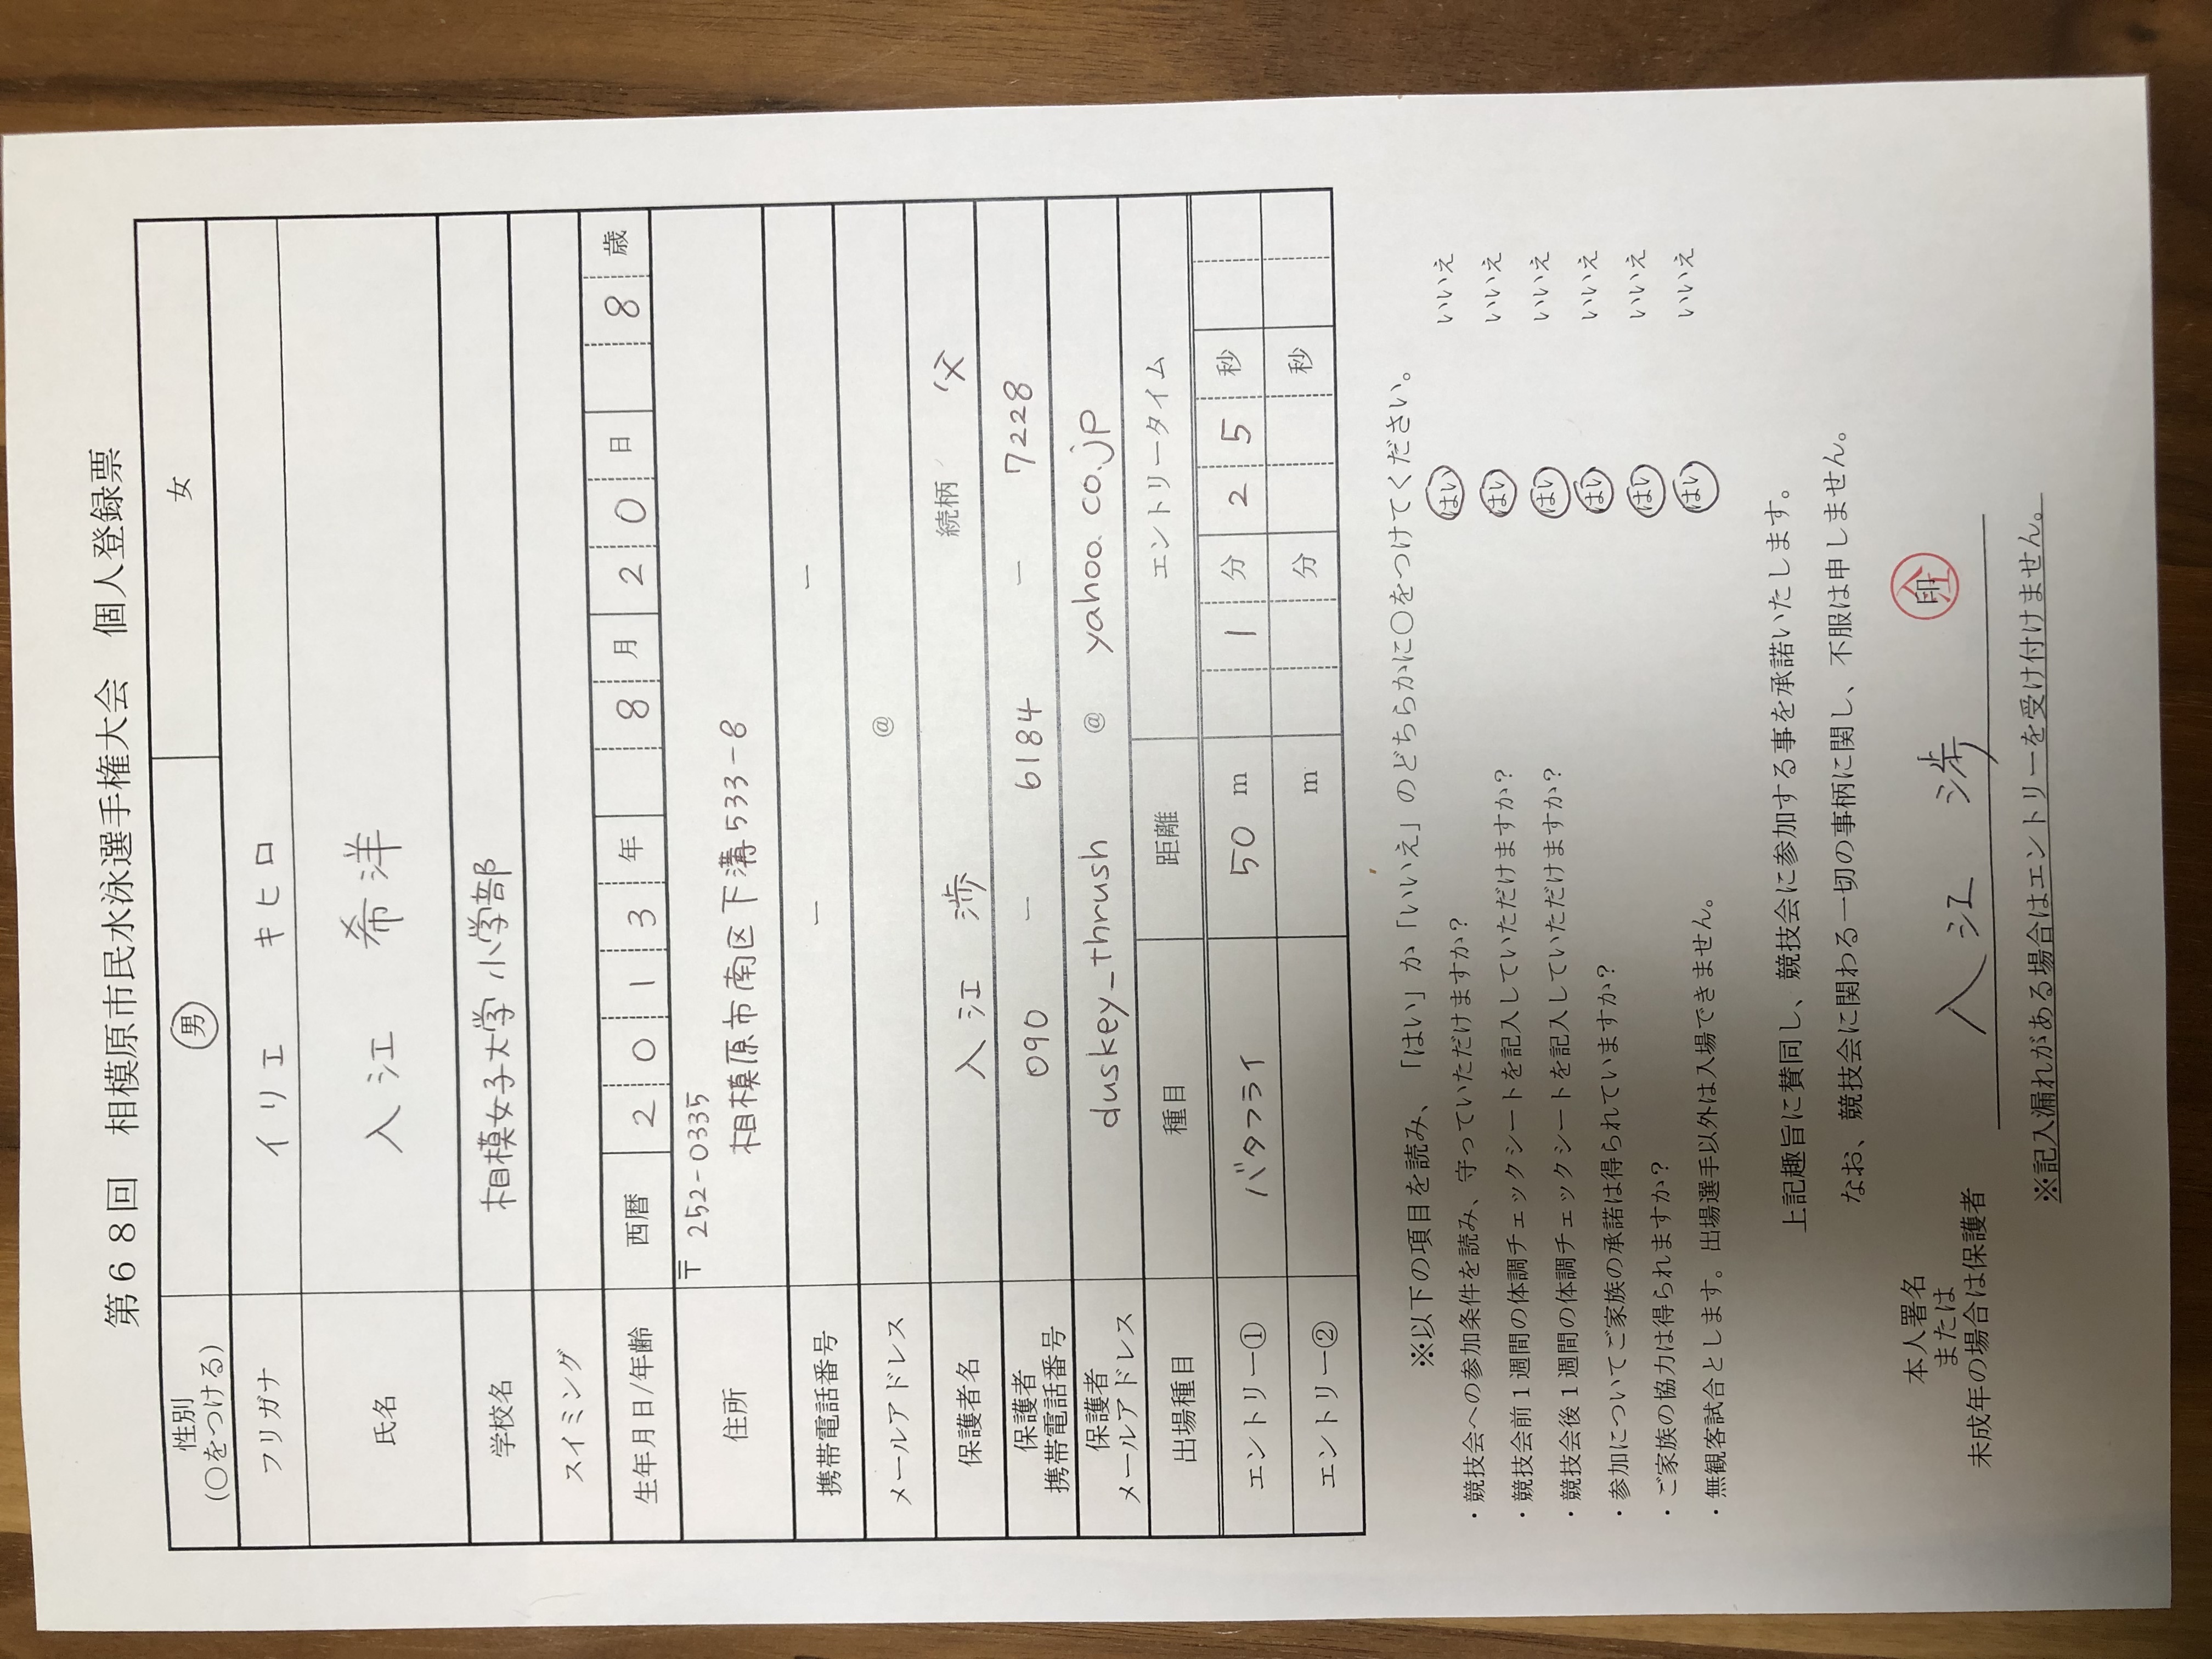 第６８回　相模原市民水泳選手権大会　個人登録票
性別
(○をつける) 男 女
フリガナ イリエ　キヒロ
氏名 入江　希洋
学校名 相模女子大学 小学部
スイミング
生年月日/年齢 西暦 2013年 8月20日 8歳
住所 〒 252-0335
相模原市南区下溝533-8
携帯電話番号 ー ー
メールアドレス @
保護者名 入江　渉 続柄 父
保護者
携帯電話番号 090 ー 6184 ー 7228
保護者
メールアドレス duskey_thrush @ yahoo.co.jp
出場種目 種目 距離 エントリータイム
エントリー① バタフライ 50 m 1分25秒
エントリー② m 分 秒
※以下の項目を読み、「はい」か「いいえ」のどちらかに○をつけてください。
・競技会への参加条件を読み、守っていただけますか？ はい いいえ
・競技会前１週間の体調チェックシートを記入していただけますか？ はい いいえ
・競技会後１週間の体調チェックシートを記入していただけますか？ はい いいえ
・参加についてご家族の承諾は得られていますか？ はい いいえ
・ご家族の協力は得られますか？ はい いいえ
・無観客試合とします。出場選手以外は入場できません。 はい いいえ
上記趣旨に賛同し、競技会に参加する事を承諾いたします。
なお、競技会に関わる一切の事柄に関し、不服は申しません。
本人署名
または
未成年の場合は保護者 入江　渉 印 入江
※記入漏れがある場合はエントリーを受け付けません。